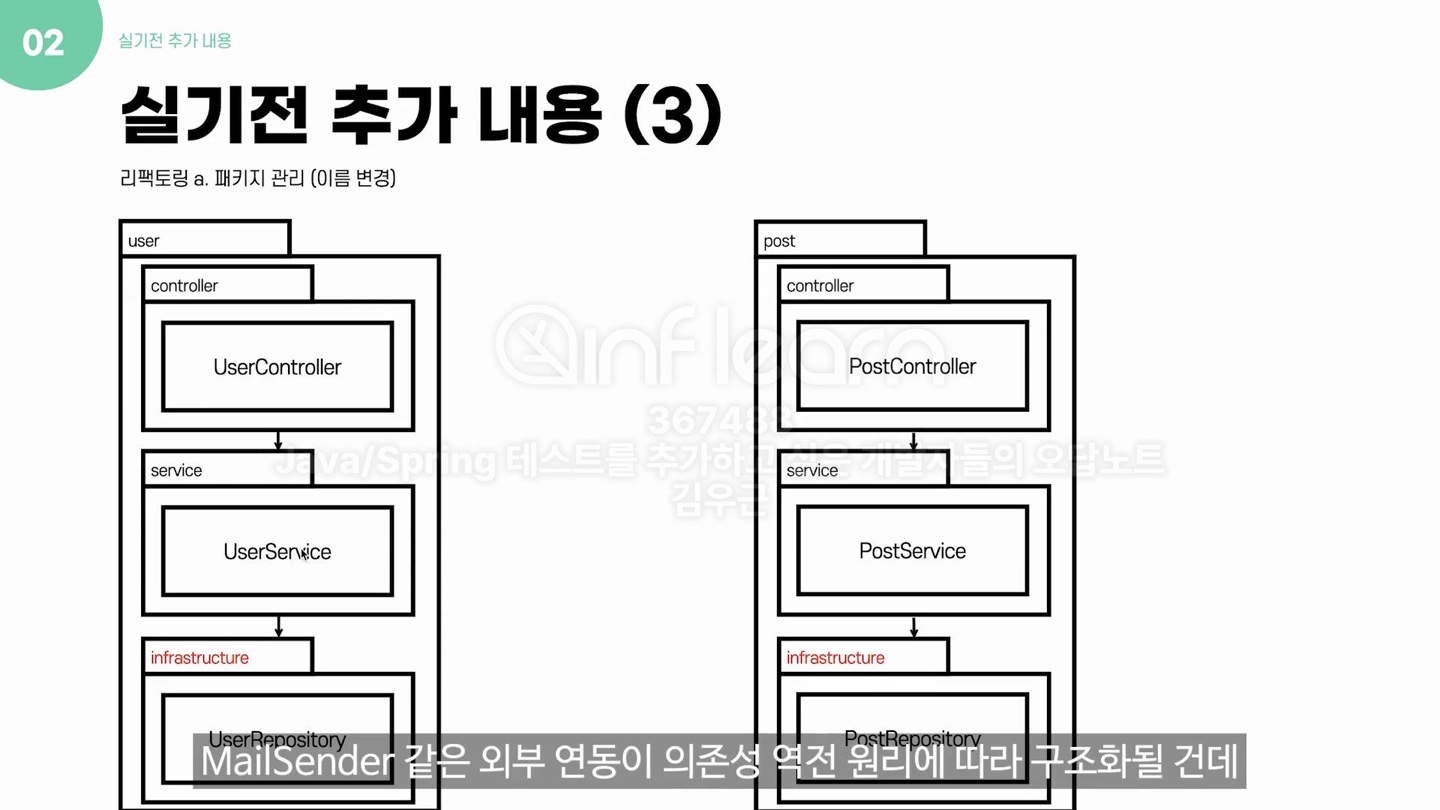 02
실기전 추가 내용
실기전 추가 내용 (3)
리팩토링 a. 패키지 관리 (이름 변경)
user
controller
UserController
service
UserService
infrastructure
UserRepository
post
controller
PostController
service
PostService
infrastructure
PostRepository
inflearn
367488
Java/Spring 테스트를 추가하고 싶은 개발자들의 오답노트
김우근
MailSender 같은 외부 연동이 의존성 역전 원리에 따라 구조화될 건데